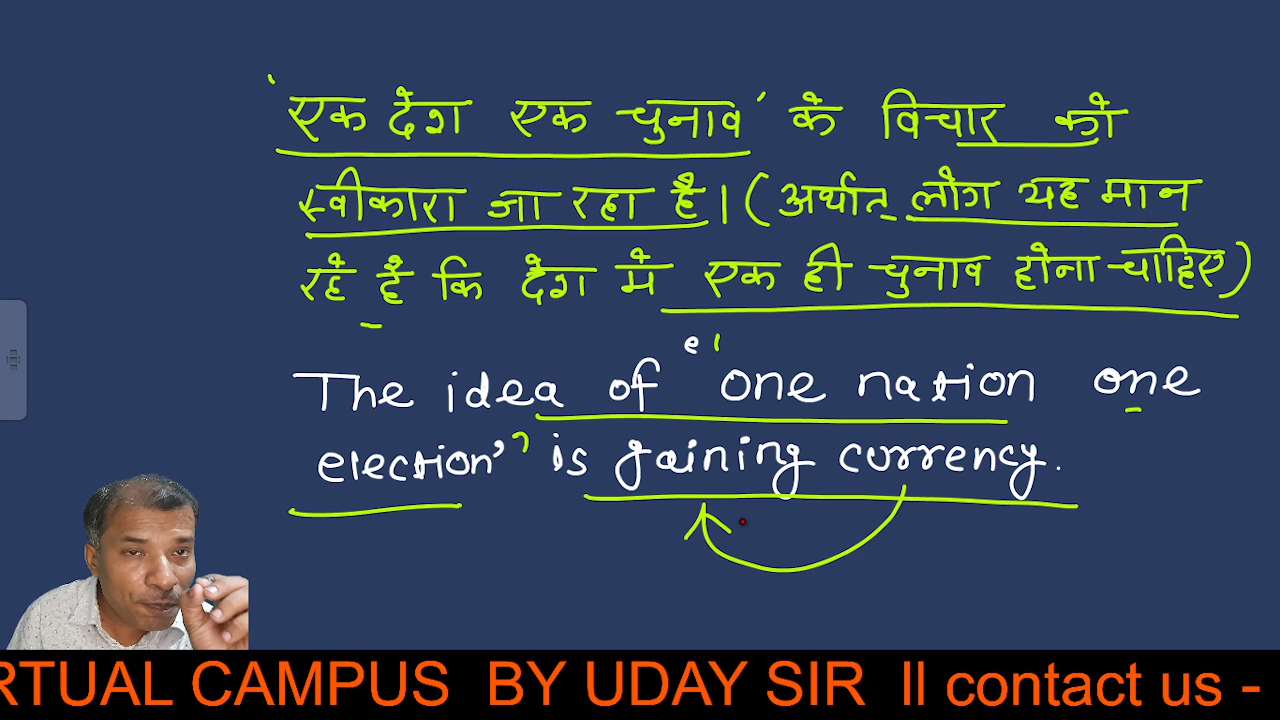 'एक देश एक चुनाव' के विचार को
स्वीकारा जा रहा है। (अर्थात लोग यह मान
रहे हैं कि देश में एक ही चुनाव होना चाहिए)
The idea of 'one nation one
election' is gaining currency.
RTUAL CAMPUS BY UDAY SIR ll contact us -